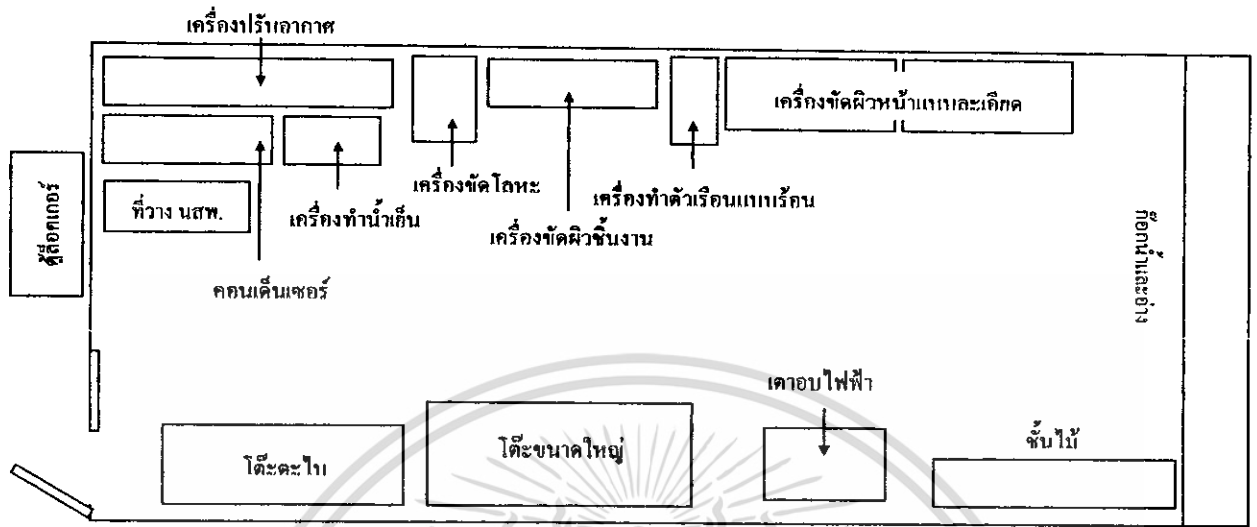 เครื่องปรับอากาศ
เครื่องขัดผิวหน้าแบบละเอียด
ตู้ล็อคเกอร์
ที่วาง นสพ.
เครื่องทำน้ำเย็น
เครื่องขัดโลหะ
เครื่องขัดผิวชิ้นงาน
เครื่องทำตัวเรือนแบบร้อน
คอนเด็นเซอร์
ก๊อกน้ำและอ่าง
เตาอบไฟฟ้า
โต๊ะตะไบ
โต๊ะขนาดใหญ่
ชั้นไม้